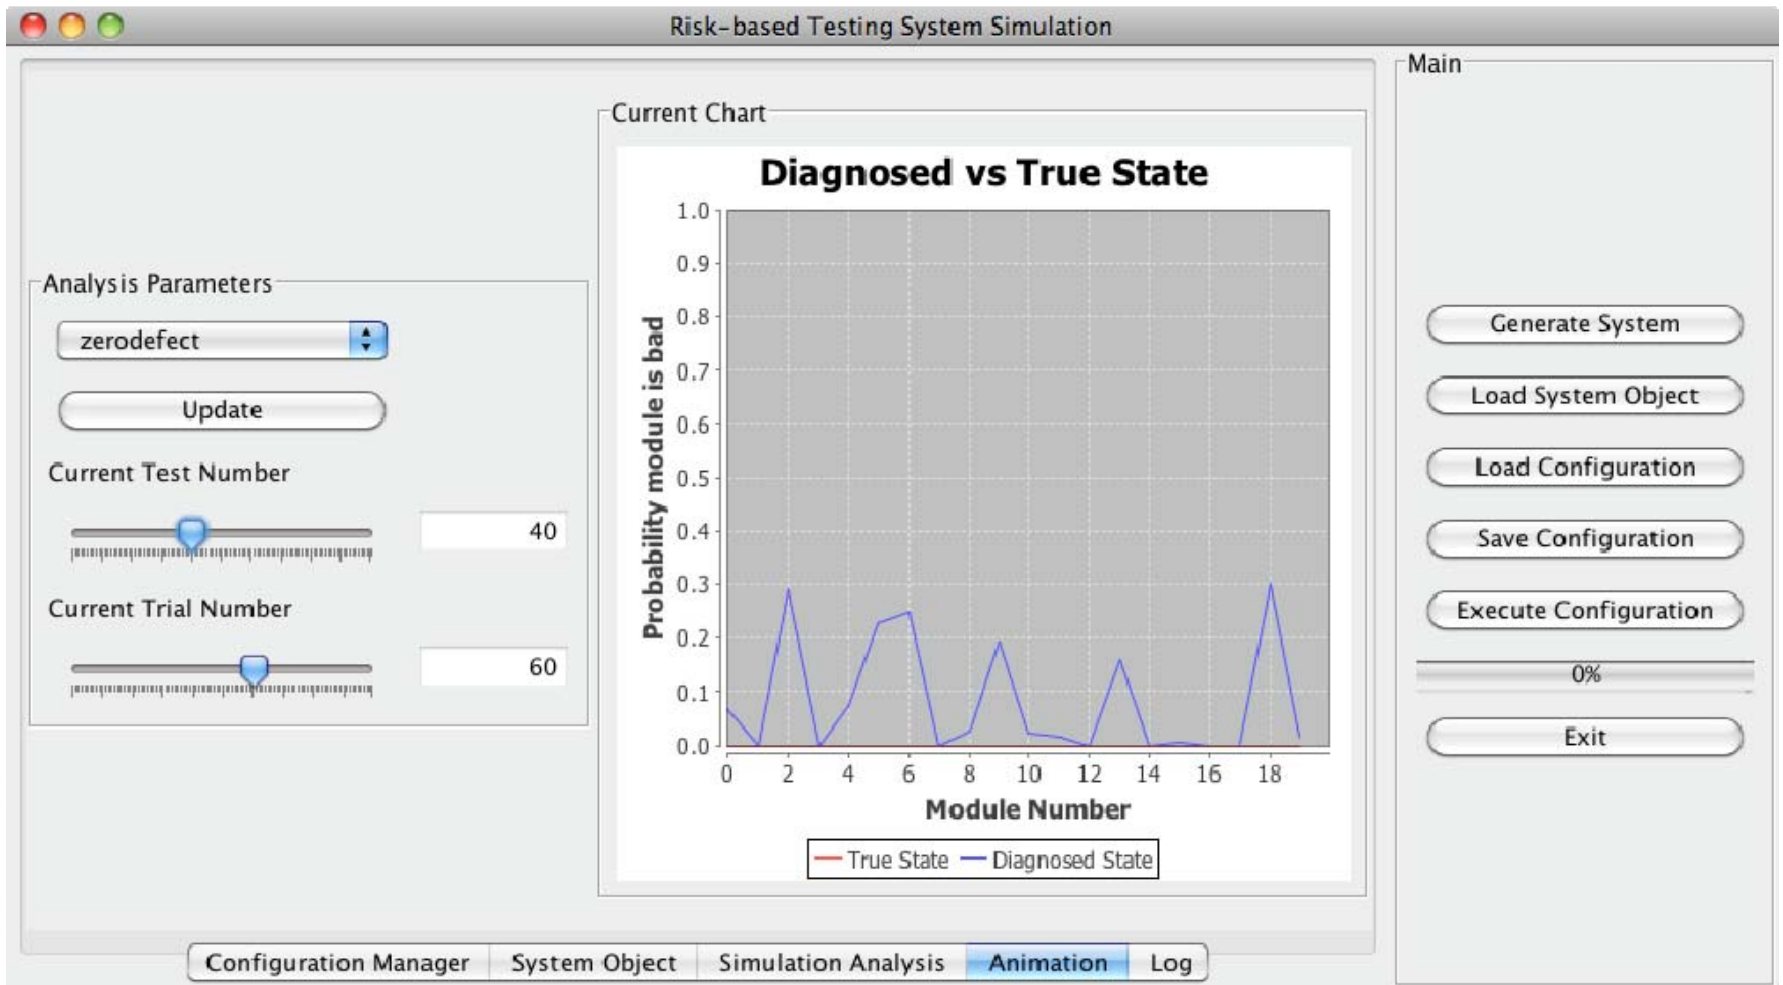 Risk-based Testing System Simulation
Analysis Parameters
zerodefect
Update
Current Test Number
40
Current Trial Number
60
Current Chart
Diagnosed vs True State
Probability module is bad
1.0
0.9
0.8
0.7
0.6
0.5
0.4
0.3
0.2
0.1
0.0
0 2 4 6 8 10 12 14 16 18
Module Number
True State Diagnosed State
Main
Generate System
Load System Object
Load Configuration
Save Configuration
Execute Configuration
0%
Exit
Configuration Manager System Object Simulation Analysis Animation Log